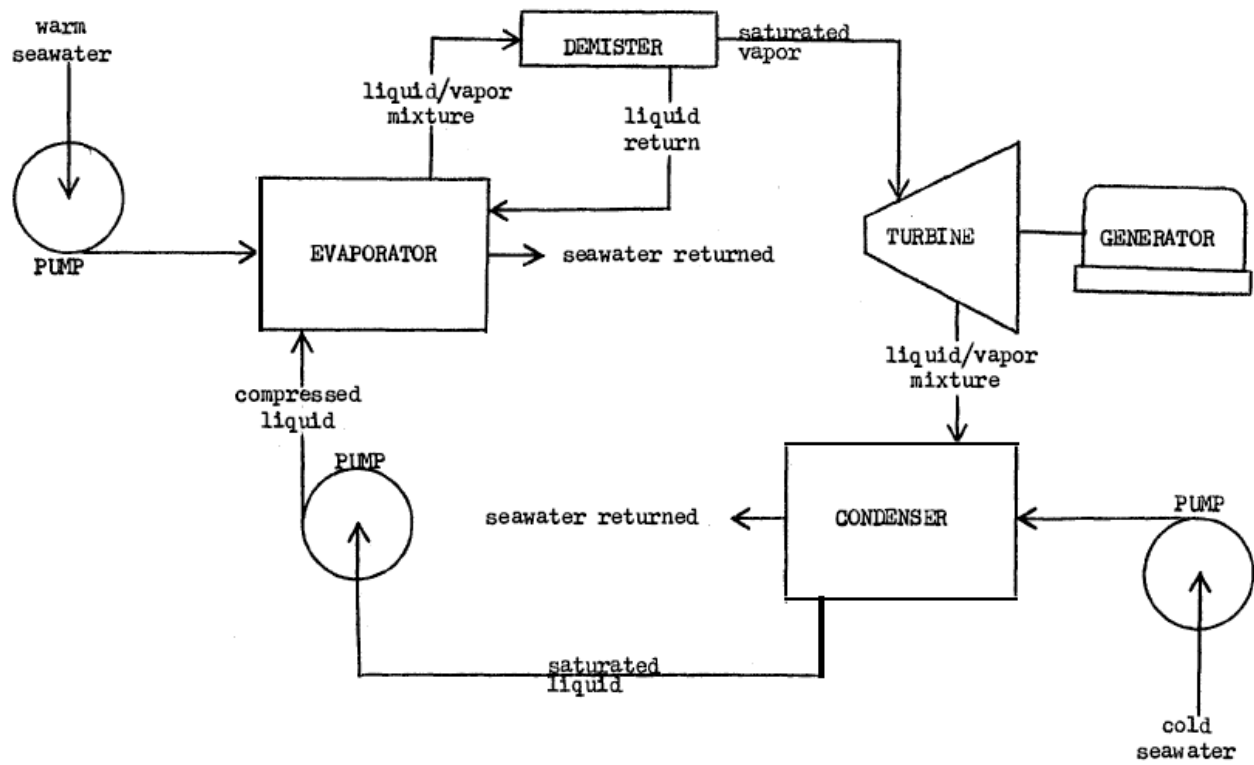 warm
seawater
PUMP
EVAPORATOR
liquid/vapor
mixture
DEMISTER
liquid
return
saturated
vapor
seawater returned
TURBINE
GENERATOR
liquid/vapor
mixture
CONDENSER
PUMP
cold
seawater
seawater returned
saturated
liquid
PUMP
compressed
liquid